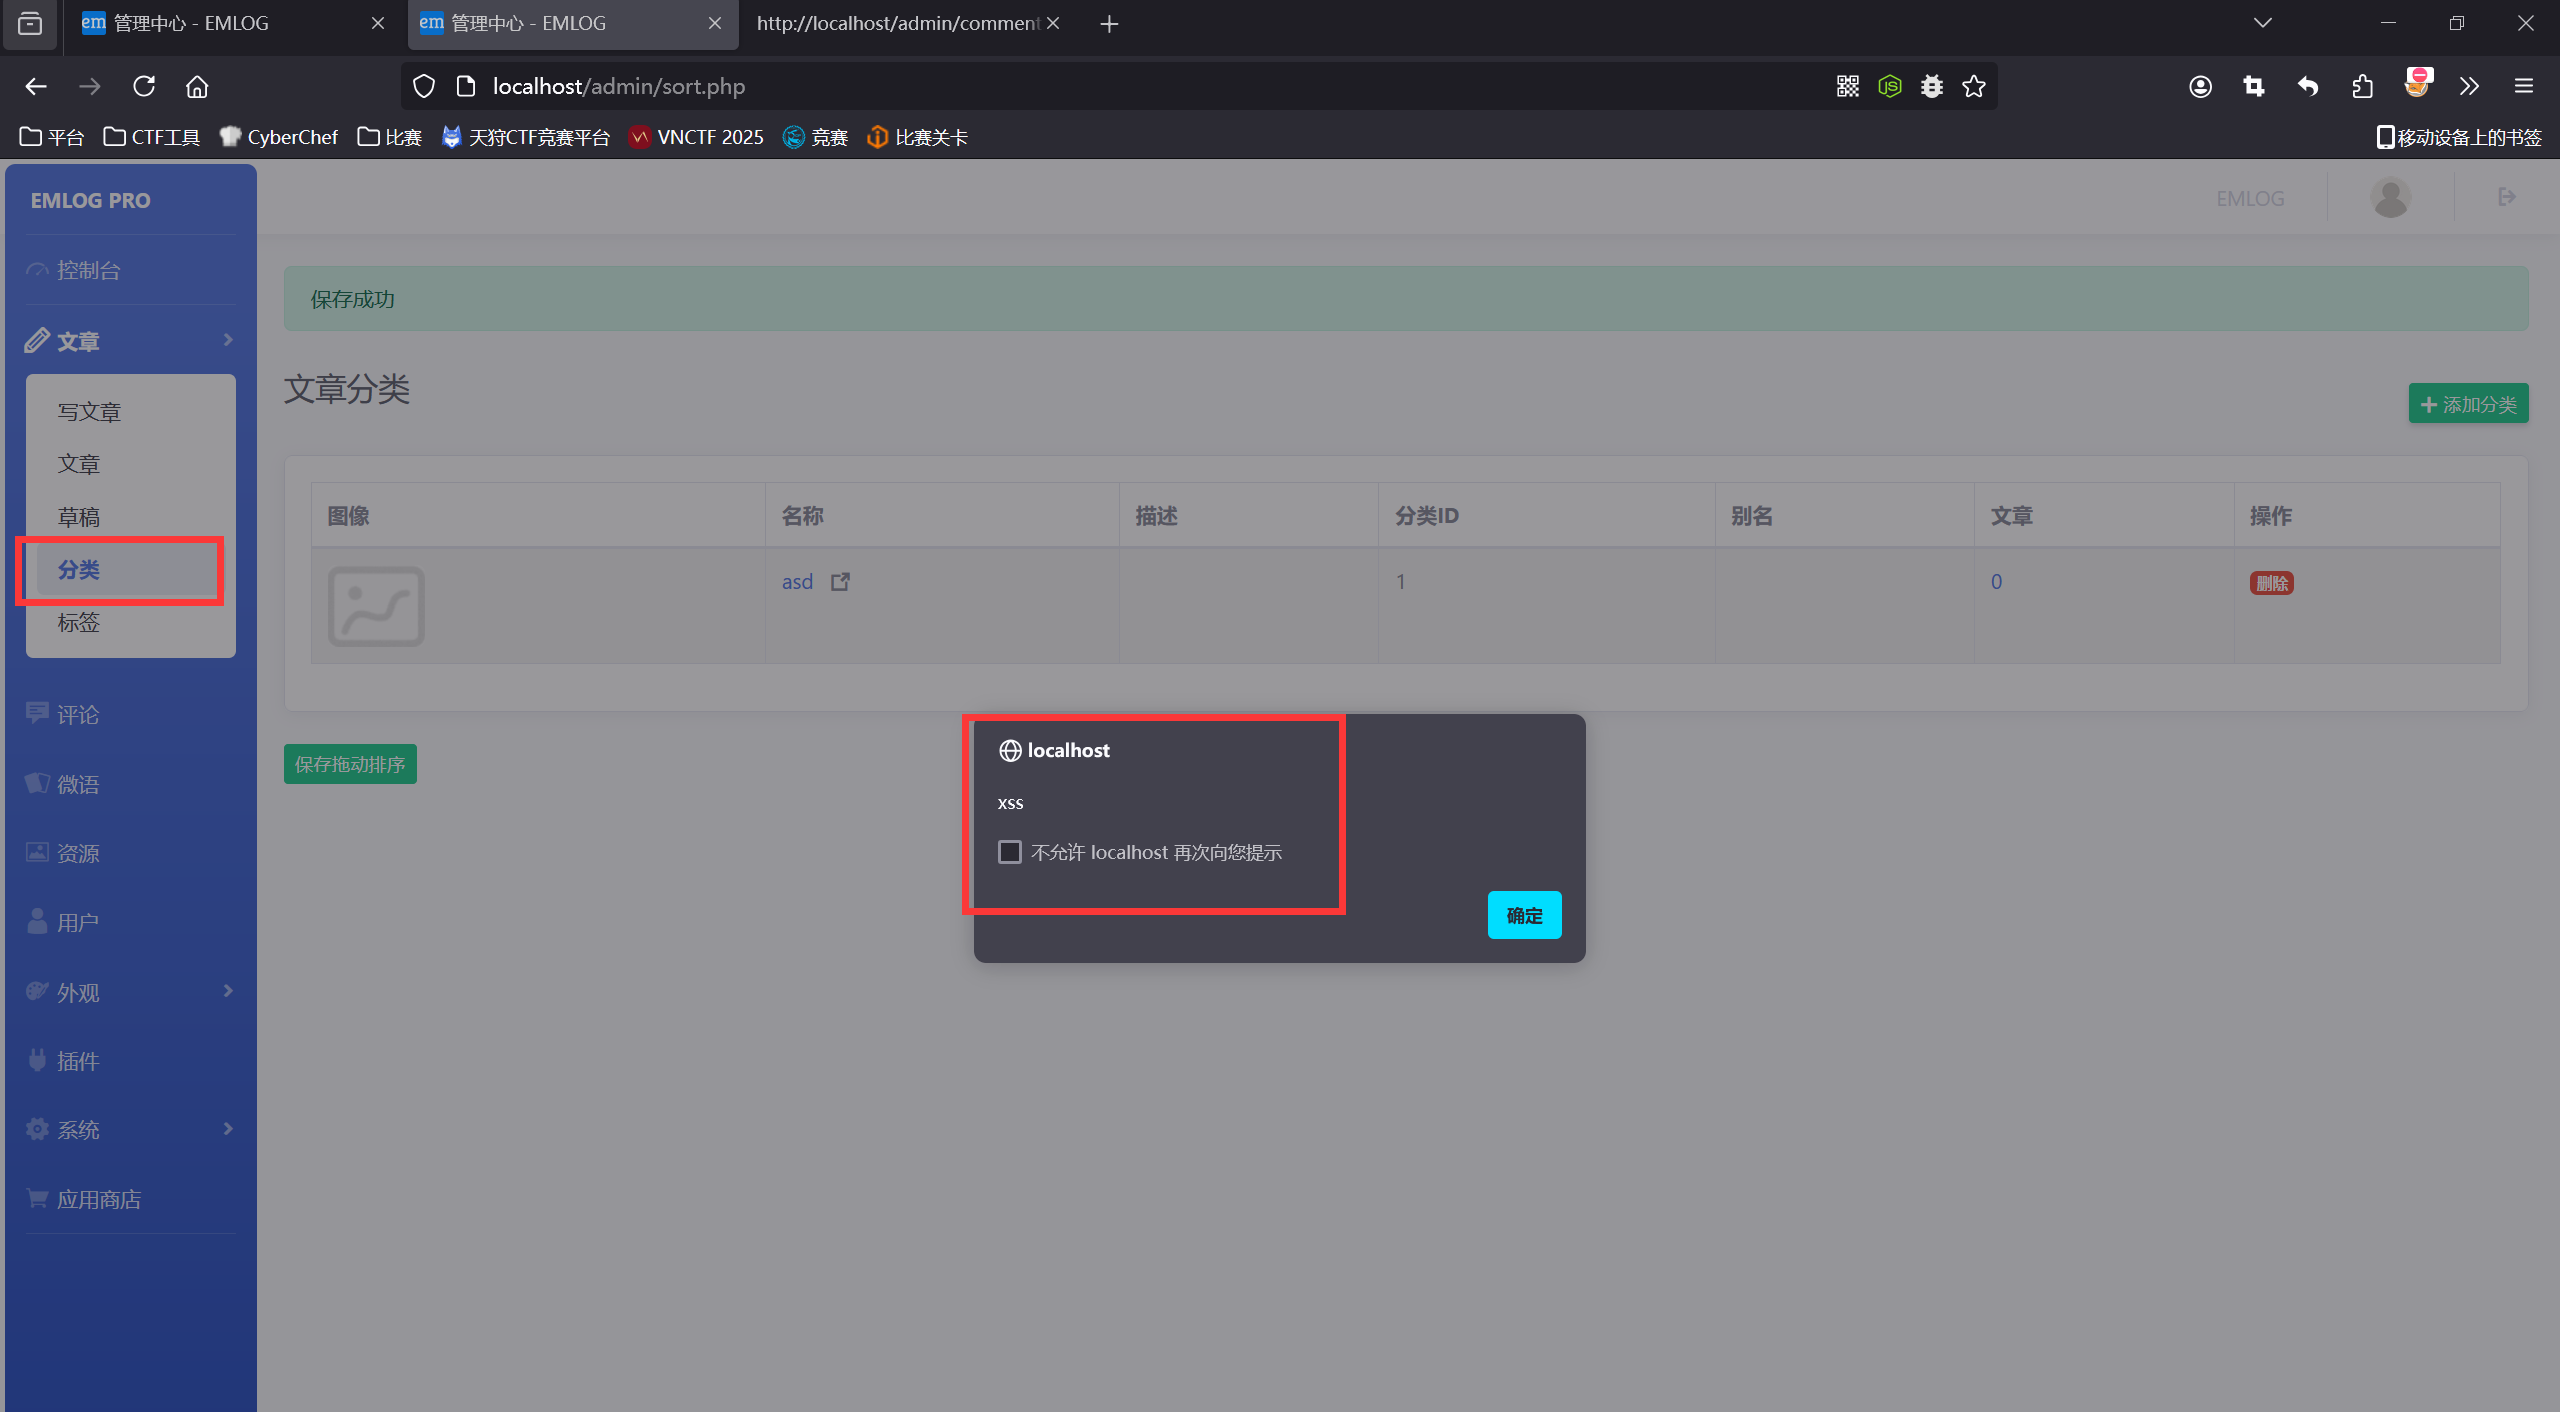 em 管理中心 - EMLOG
em 管理中心 - EMLOG
http://localhost/admin/comment
localhost/admin/sort.php
JS
平台
CTF工具
CyberChef
比赛
天狩CTF竞赛平台
VNCTF 2025
竞赛
比赛关卡
移动设备上的书签
EMLOG PRO
EMLOG
控制台
保存成功
文章
文章分类
添加分类
写文章
文章
草稿
分类
标签
图像
名称
描述
分类ID
别名
文章
操作
asd
1
0
删除
评论
微语
资源
用户
外观
插件
系统
应用商店
保存拖动排序
localhost
xss
不允许 localhost 再次向您提示
确定